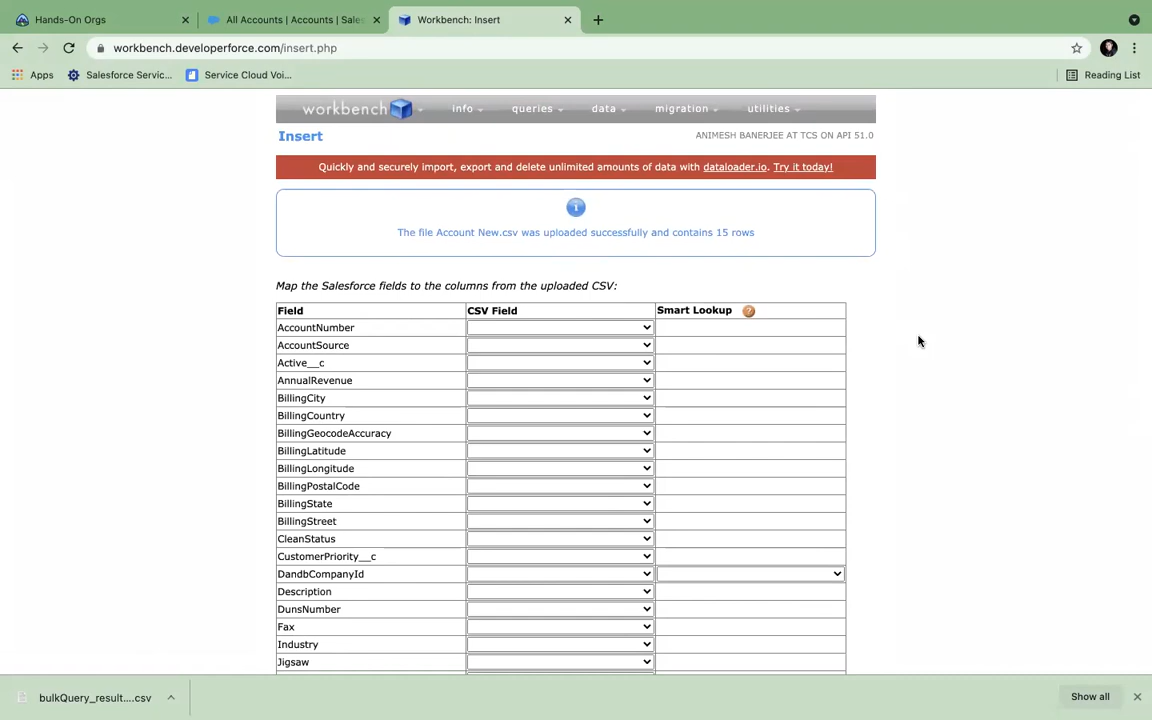 Hands-On Orgs
All Accounts | Accounts | Sales
Workbench: Insert
workbench.developerforce.com/insert.php
Apps
Salesforce Servic...
Service Cloud Voi...
Reading List
workbench
info
queries
data
migration
utilities
Insert
ANIMESH BANERJEE AT TCS ON API 51.0
Quickly and securely import, export and delete unlimited amounts of data with dataloader.io. Try it today!
The file Account New.csv was uploaded successfully and contains 15 rows
Map the Salesforce fields to the columns from the uploaded CSV:
Field CSV Field Smart Lookup ?
AccountNumber
AccountSource
Active__c
AnnualRevenue
BillingCity
BillingCountry
BillingGeocodeAccuracy
BillingLatitude
BillingLongitude
BillingPostalCode
BillingState
BillingStreet
CleanStatus
CustomerPriority__c
DandbCompanyId
Description
DunsNumber
Fax
Industry
Jigsaw
bulkQuery_result....csv
Show all